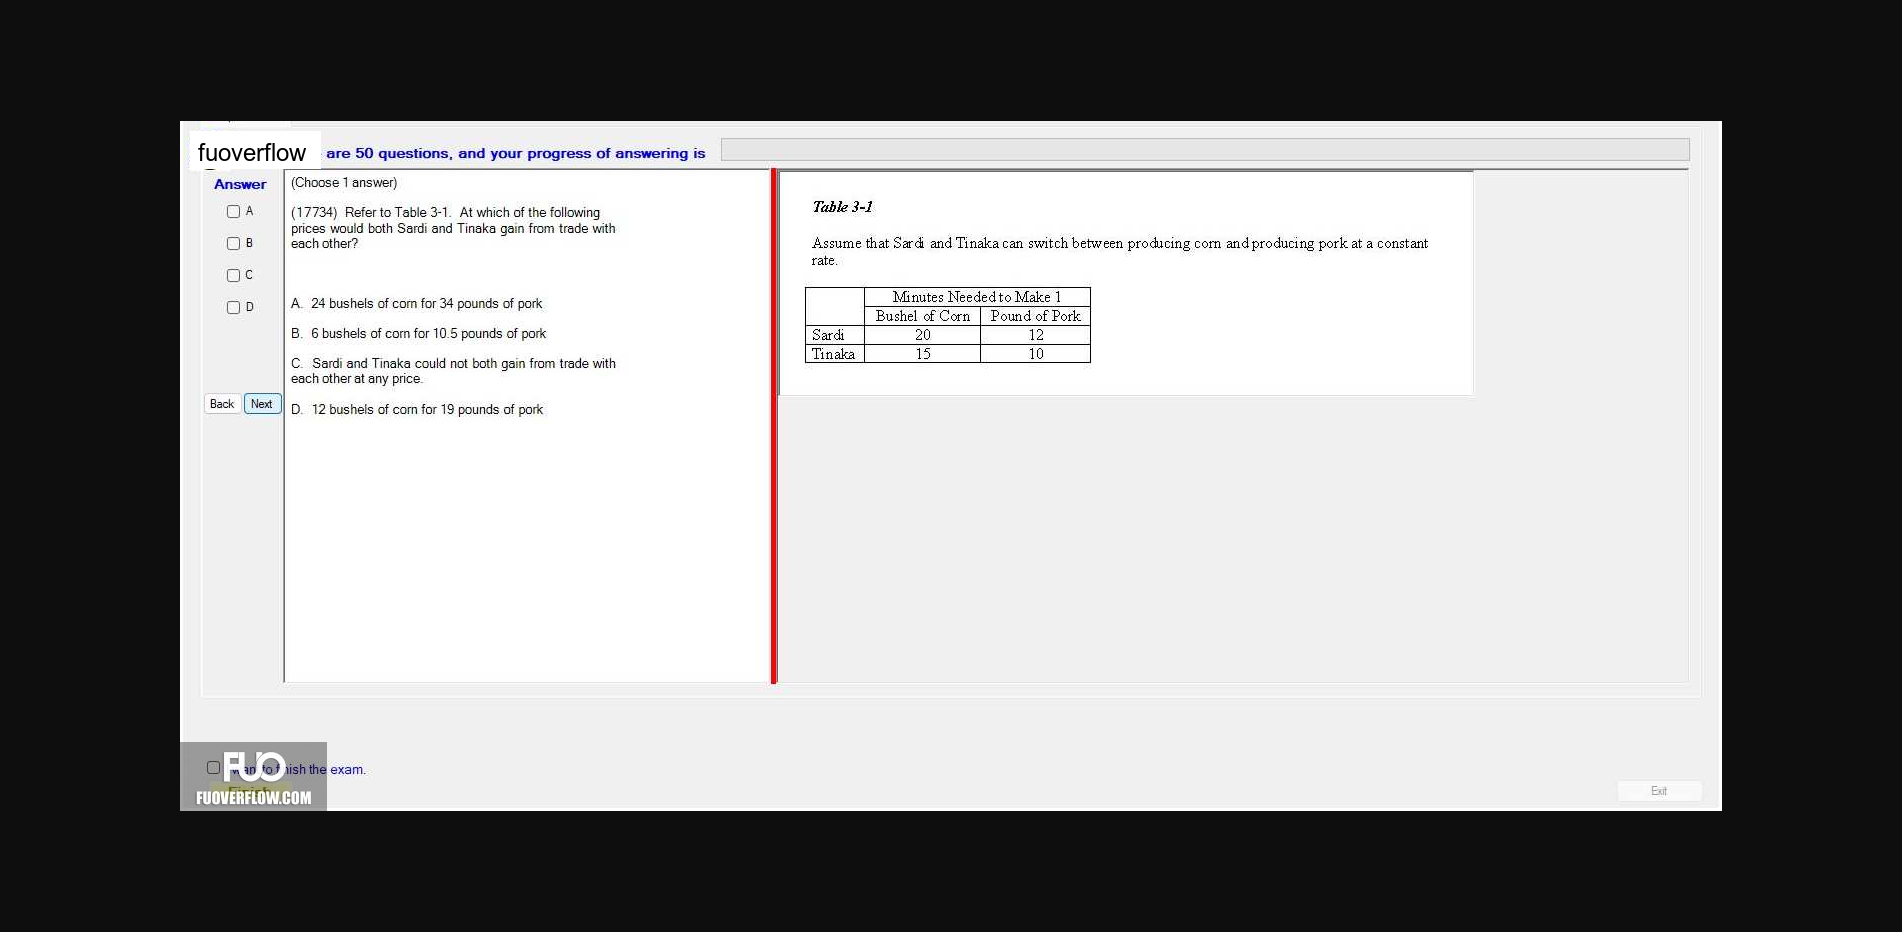 fuoverflow are 50 questions, and your progress of answering is
Answer
A
B
C
D
Back Next
(Choose 1 answer)
(17734) Refer to Table 3-1. At which of the following
prices would both Sardi and Tinaka gain from trade with
each other?
A. 24 bushels of corn for 34 pounds of pork
B. 6 bushels of corn for 10.5 pounds of pork
C. Sardi and Tinaka could not both gain from trade with
each other at any price.
D. 12 bushels of corn for 19 pounds of pork
Table 3-1
Assume that Sardi and Tinaka can switch between producing corn and producing pork at a constant
rate.
Minutes Needed to Make 1
Bushel of Corn Pound of Pork
Sardi 20 12
Tinaka 15 10
FUO
to finish the exam.
Finish
FUOVERFLOW.COM
Exit